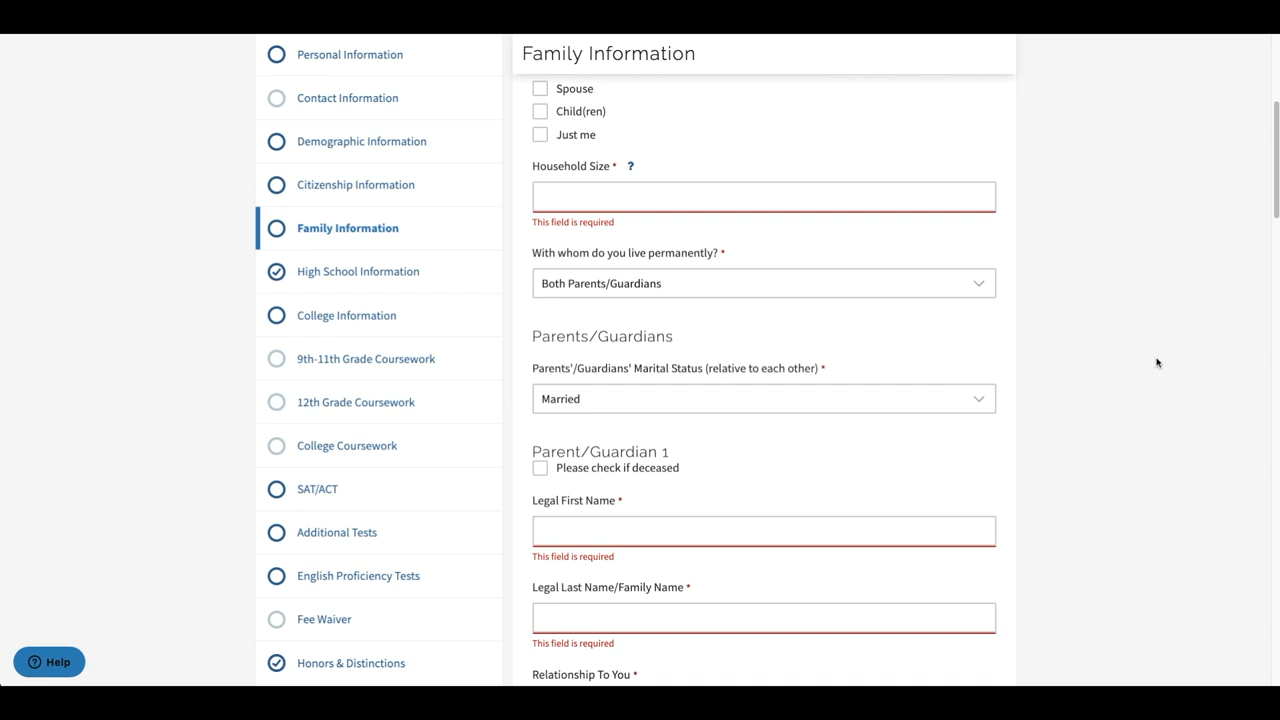 Personal Information
Contact Information
Demographic Information
Citizenship Information
Family Information
High School Information
College Information
9th-11th Grade Coursework
12th Grade Coursework
College Coursework
SAT/ACT
Additional Tests
English Proficiency Tests
Fee Waiver
Honors & Distinctions
? Help
Family Information
Spouse
Child(ren)
Just me
Household Size * ?
This field is required
With whom do you live permanently? *
Both Parents/Guardians
Parents/Guardians
Parents'/Guardians' Marital Status (relative to each other) *
Married
Parent/Guardian 1
Please check if deceased
Legal First Name *
This field is required
Legal Last Name/Family Name *
This field is required
Relationship To You *